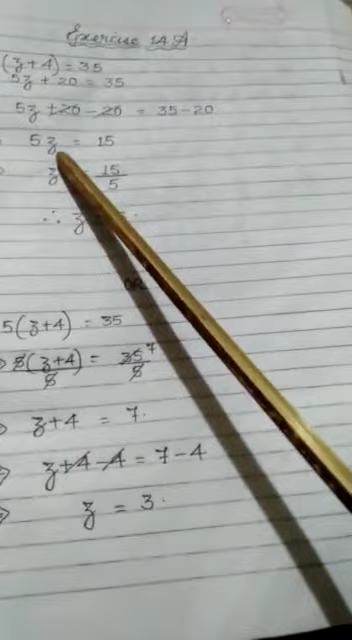 Exercise 14 A
(z+4) = 35
5z + 20 = 35
5z +20 - 20 = 35-20
5z = 15
z 15/5
∴ z
OR
5(z+4) = 35
5(z+4)/5 = 35 7/5
z+4 = 7.
z+4-4 = 7-4
z = 3.